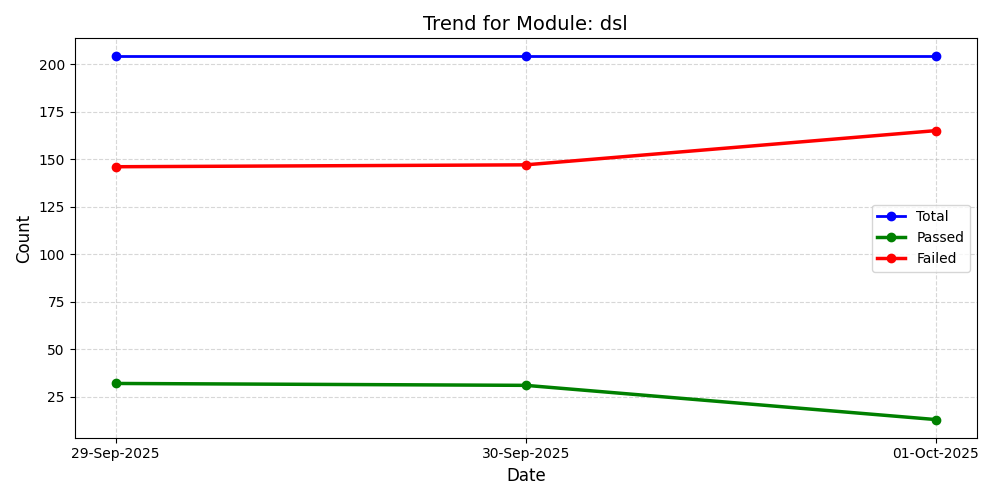 Trend for Module: dsl
200
175
150
125
100
75
50
25
Count
Total
Passed
Failed
29-Sep-2025
30-Sep-2025
01-Oct-2025
Date